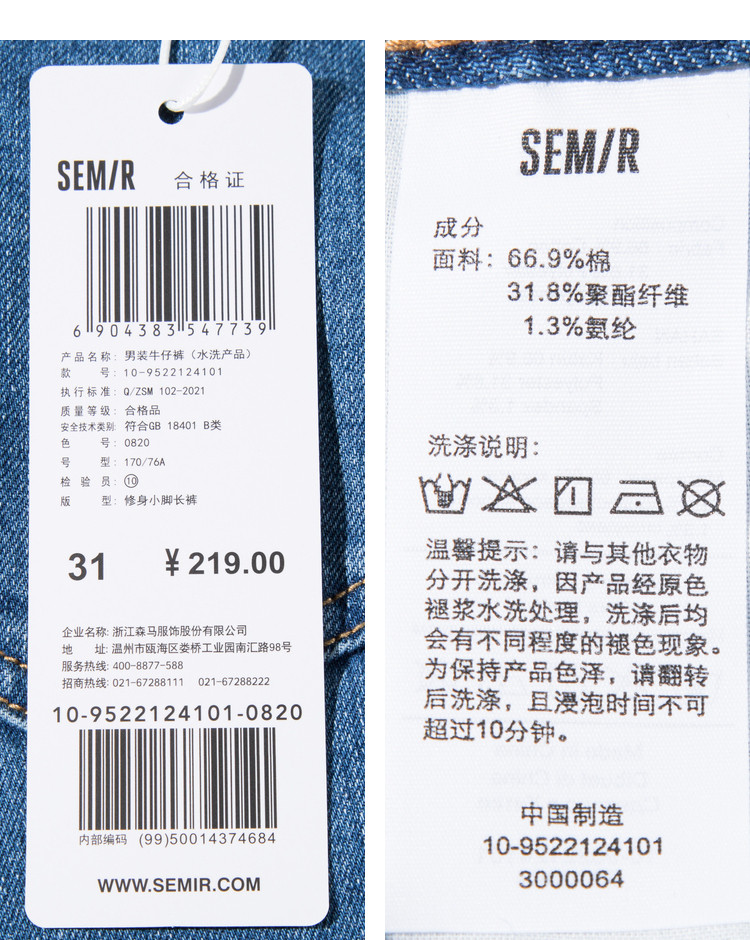 SEM/R 合格证
6 904383 547739
产品名称: 男装牛仔裤（水洗产品）
款 号: 10-9522124101
执行标准: Q/ZSM 102-2021
质量等级: 合格品
安全技术类别: 符合GB 18401 B类
色 号: 0820
号 型: 170/76A
检 验 员: ⑩
版 型: 修身小脚长裤
31 ¥219.00
企业名称: 浙江森马服饰股份有限公司
地 址: 温州市瓯海区娄桥工业园南汇路98号
服务热线: 400-8877-588
招商热线: 021-67288111 021-67288222
10-9522124101-0820
内部编码 (99)50014374684
WWW.SEMIR.COM
SEM/R
成分
面料: 66.9%棉
31.8%聚酯纤维
1.3%氨纶
洗涤说明:
温馨提示: 请与其他衣物
分开洗涤，因产品经原色
褪浆水洗处理，洗涤后均
会有不同程度的褪色现象。
为保持产品色泽，请翻转
后洗涤，且浸泡时间不可
超过10分钟。
中国制造
10-9522124101
3000064